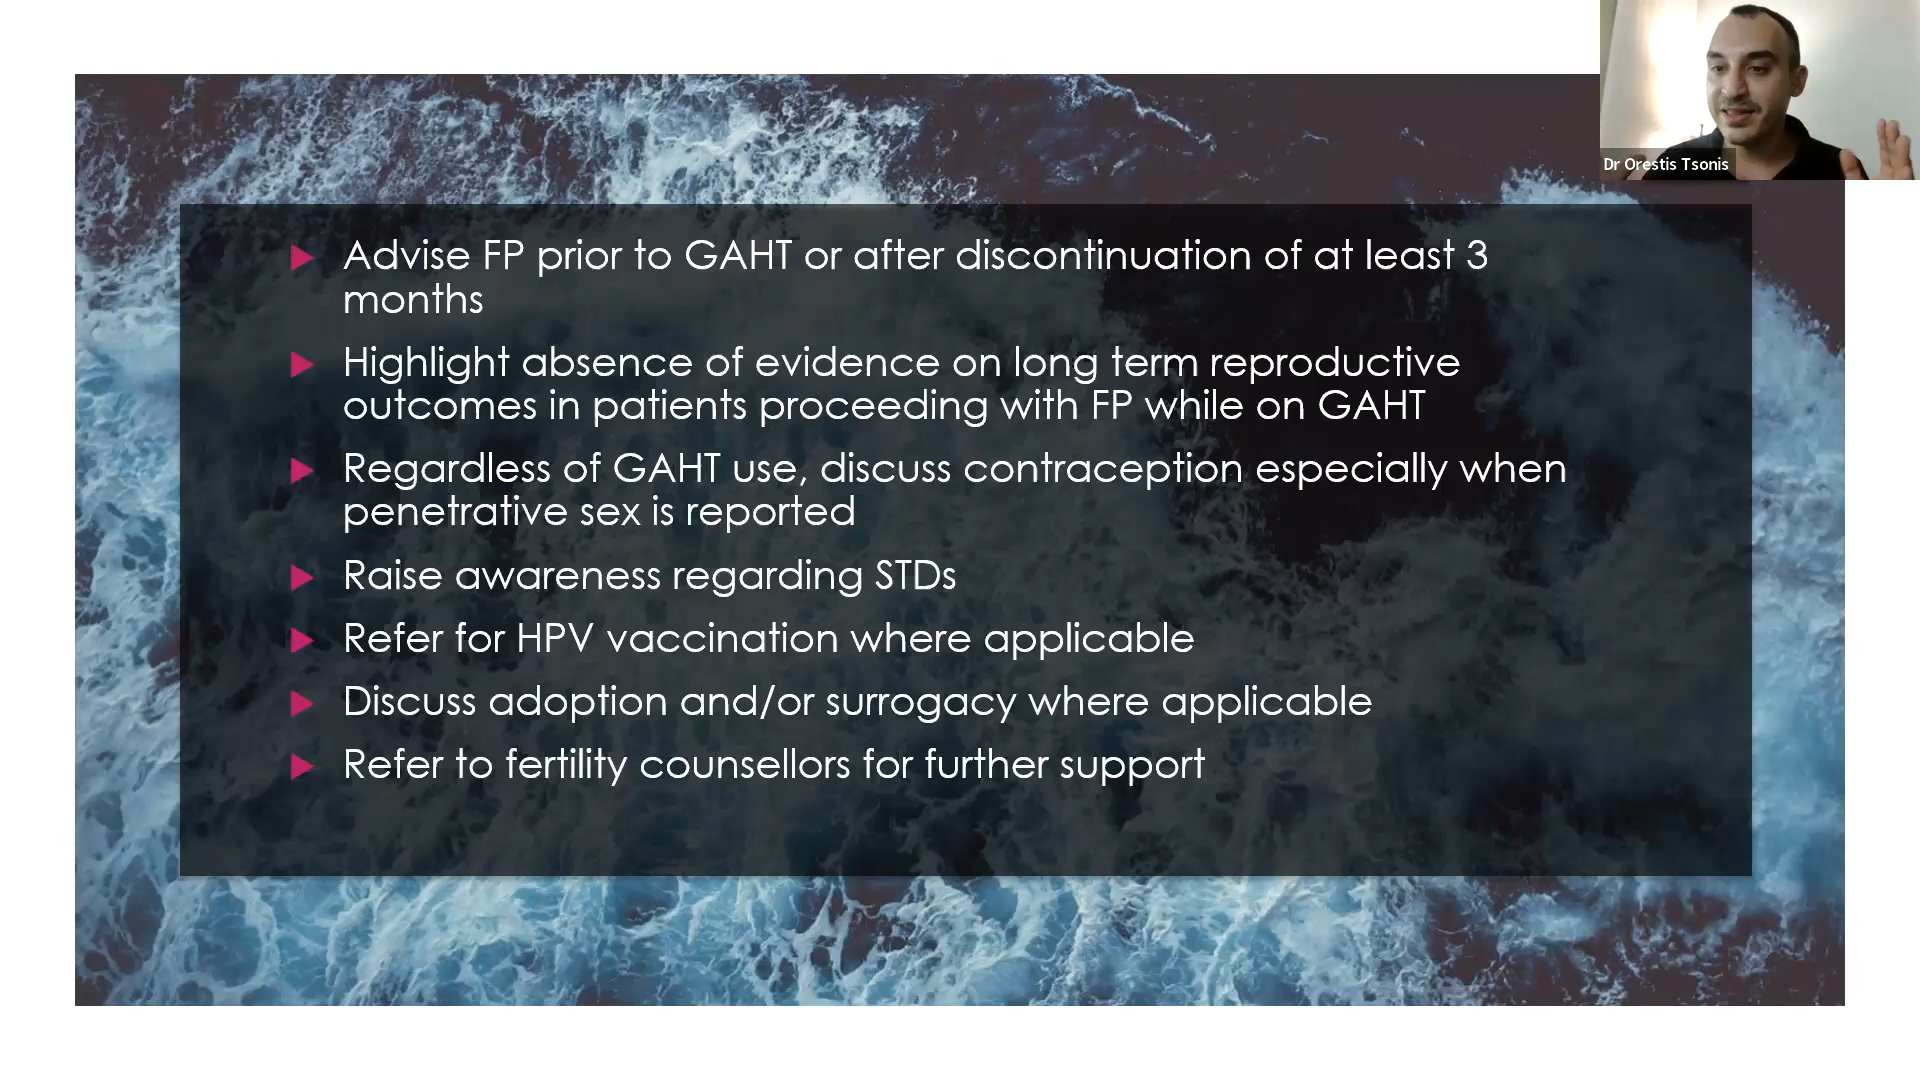 Dr Orestis Tsonis
Advise FP prior to GAHT or after discontinuation of at least 3
months
Highlight absence of evidence on long term reproductive
outcomes in patients proceeding with FP while on GAHT
Regardless of GAHT use, discuss contraception especially when
penetrative sex is reported
Raise awareness regarding STDs
Refer for HPV vaccination where applicable
Discuss adoption and/or surrogacy where applicable
Refer to fertility counsellors for further support